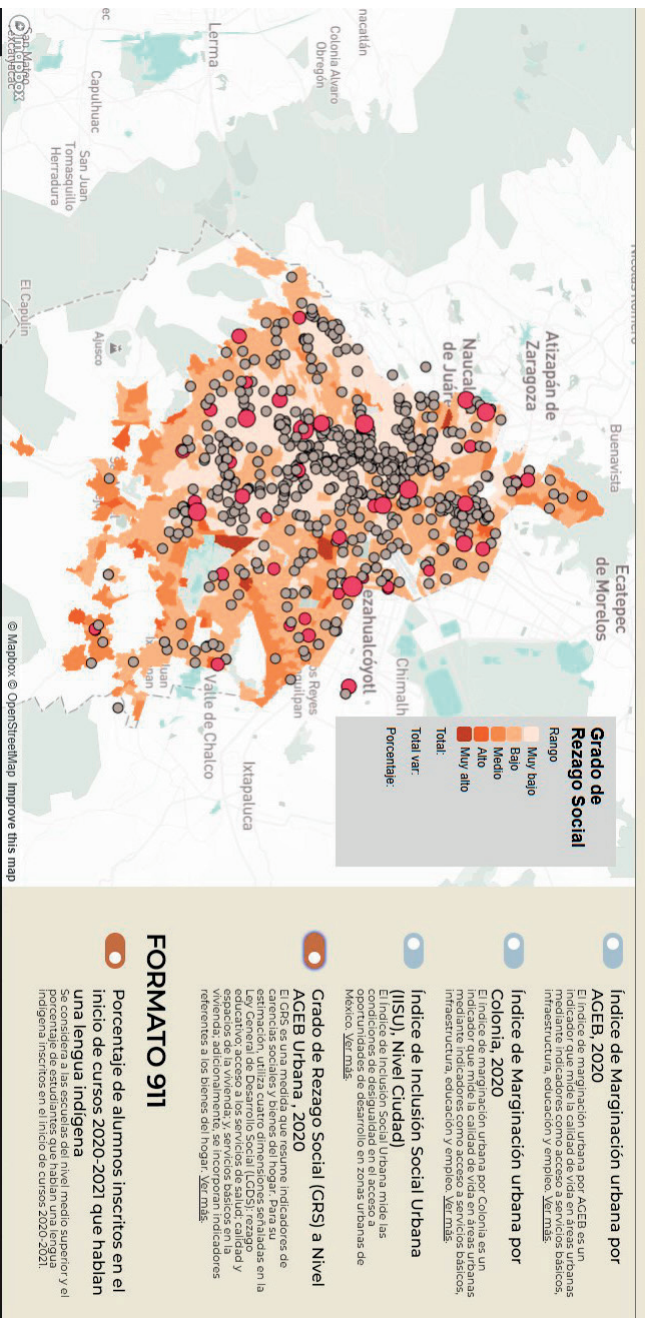 nacatlán
Colonia Alvaro
Obregón
Lerma
ec
Capulhuac
San Mateo
mapbox
San Juan
Tomasquillo
Herradura
El Capulin
Ajusco
Atizapán de
Zaragoza
Naucal
de Juár
Buenavista
Ecatepec
de Morelos
ezahualcóyotl
Chimalh
os Reyes
Valle de Chalco
Ixtapaluca
© Mapbox © OpenStreetMap Improve this map
Grado de
Rezago Social
Rango
Muy bajo
Bajo
Medio
Alto
Muy alto
Total:
Total var:
Porcentaje:
Índice de Marginación urbana por
AGEB, 2020
El índice de marginación urbana por AGEB es un
indicador que mide la calidad de vida en áreas urbanas
mediante indicadores como acceso a servicios básicos,
infraestructura, educación y empleo. Ver más.
Índice de Marginación urbana por
Colonia, 2020
El índice de marginación urbana por Colonia es un
indicador que mide la calidad de vida en áreas urbanas
mediante indicadores como acceso a servicios básicos,
infraestructura, educación y empleo. Ver más.
Índice de Inclusión Social Urbana
(IISU), Nivel Ciudad)
El Índice de Inclusión Social Urbana mide las
condiciones de desigualdad en el acceso a
oportunidades de desarrollo en zonas urbanas de
México. Ver más.
Grado de Rezago Social (GRS) a Nivel
AGEB Urbana , 2020
El GRS es una medida que resume indicadores de
carencias sociales y bienes del hogar. Para su
estimación, utiliza cuatro dimensiones señaladas en la
Ley General de Desarrollo Social (LGDS): rezago
educativo; acceso a los servicios de salud; calidad y
espacios de la vivienda; y, servicios básicos en la
vivienda; adicionalmente, se incorporan indicadores
referentes a los bienes del hogar. Ver más.
FORMATO 911
Porcentaje de alumnos inscritos en el
inicio de cursos 2020-2021 que hablan
una lengua indígena
Se considera a las escuelas del nivel medio superior y el
porcentaje de estudiantes que hablan una lengua
indígena inscritos en el inicio de cursos 2020-2021.